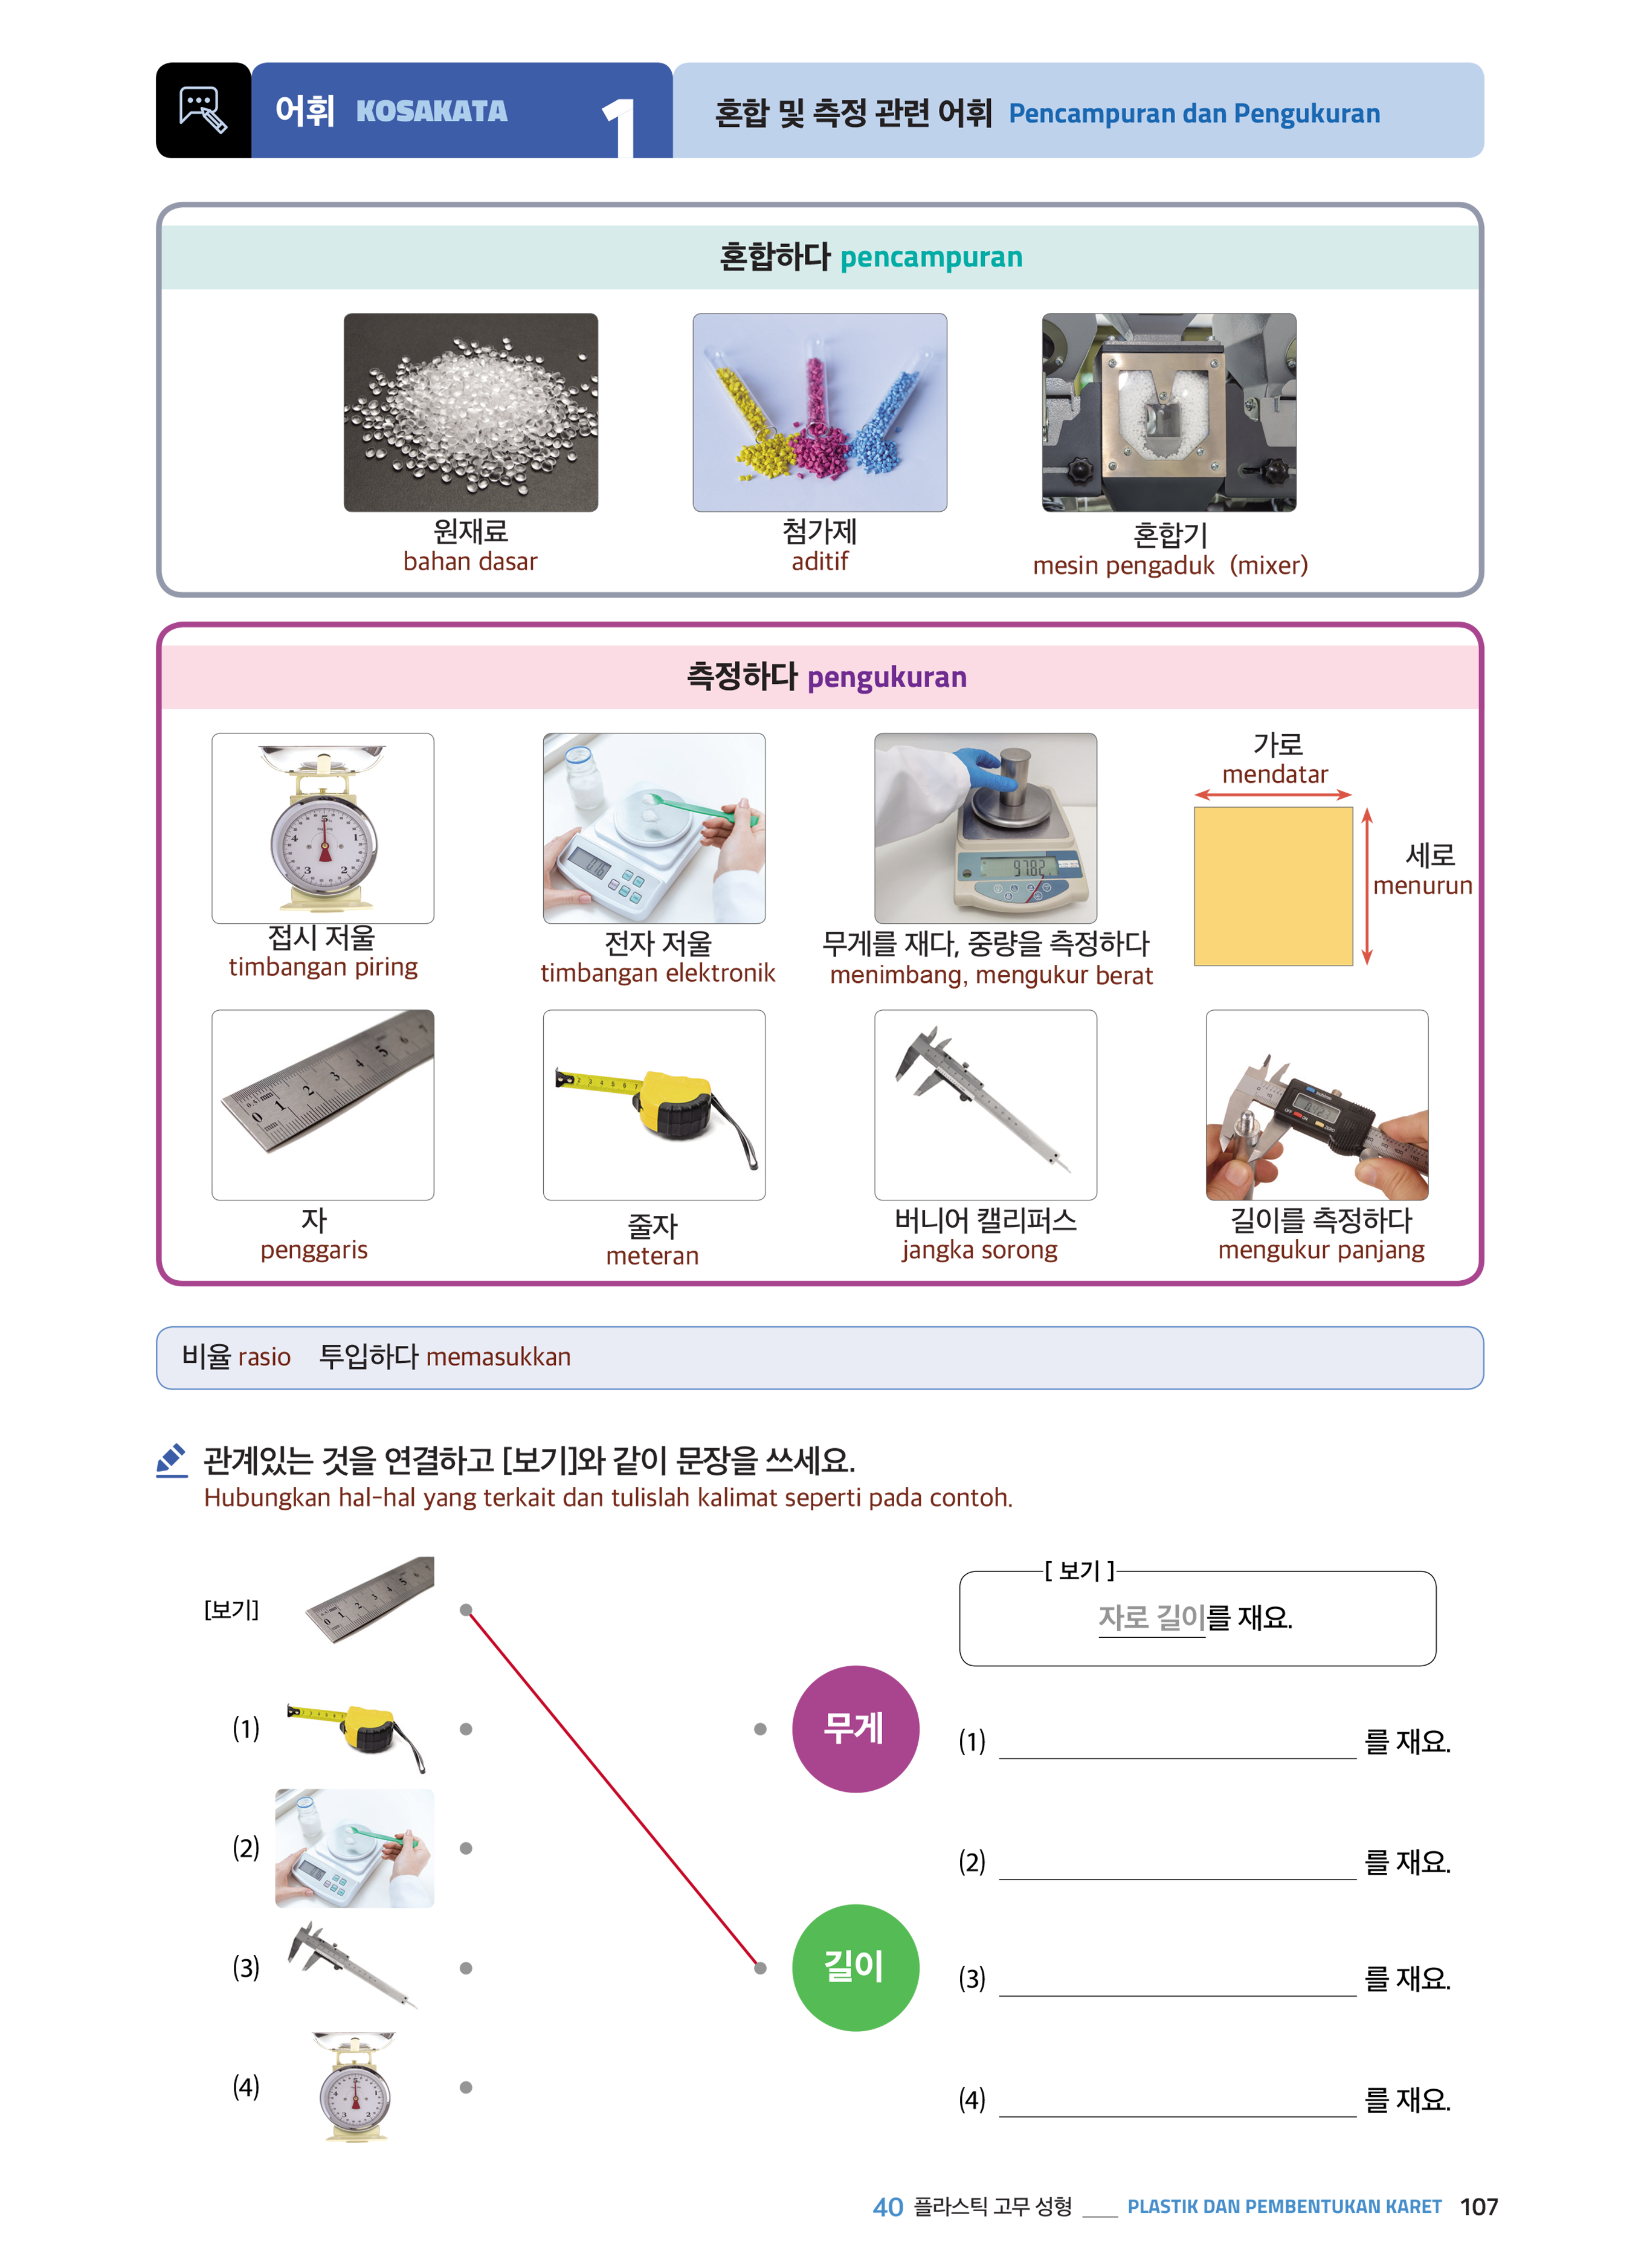 어휘 KOSAKATA 1 혼합 및 측정 관련 어휘 Pencampuran dan Pengukuran
혼합하다 pencampuran
원재료
bahan dasar
첨가제
aditif
혼합기
mesin pengaduk (mixer)
측정하다 pengukuran
접시 저울
timbangan piring
전자 저울
timbangan elektronik
무게를 재다, 중량을 측정하다
menimbang, mengukur berat
가로
mendatar
세로
menurun
자
penggaris
줄자
meteran
버니어 캘리퍼스
jangka sorong
길이를 측정하다
mengukur panjang
비율 rasio 투입하다 memasukkan
관계있는 것을 연결하고 [보기]와 같이 문장을 쓰세요.
Hubungkan hal-hal yang terkait dan tulislah kalimat seperti pada contoh.
[보기]
(1)
(2)
(3)
(4)
무게
길이
[ 보기 ]
자로 길이를 재요.
(1) 를 재요.
(2) 를 재요.
(3) 를 재요.
(4) 를 재요.
40 플라스틱 고무 성형 ___ PLASTIK DAN PEMBENTUKAN KARET 107